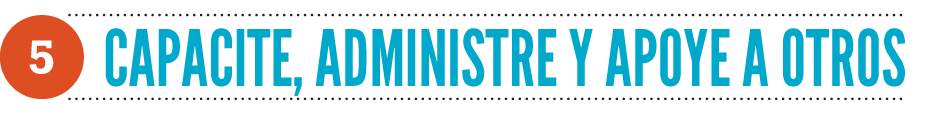 5 CAPACITE, ADMINISTRE Y APOYE A OTROS